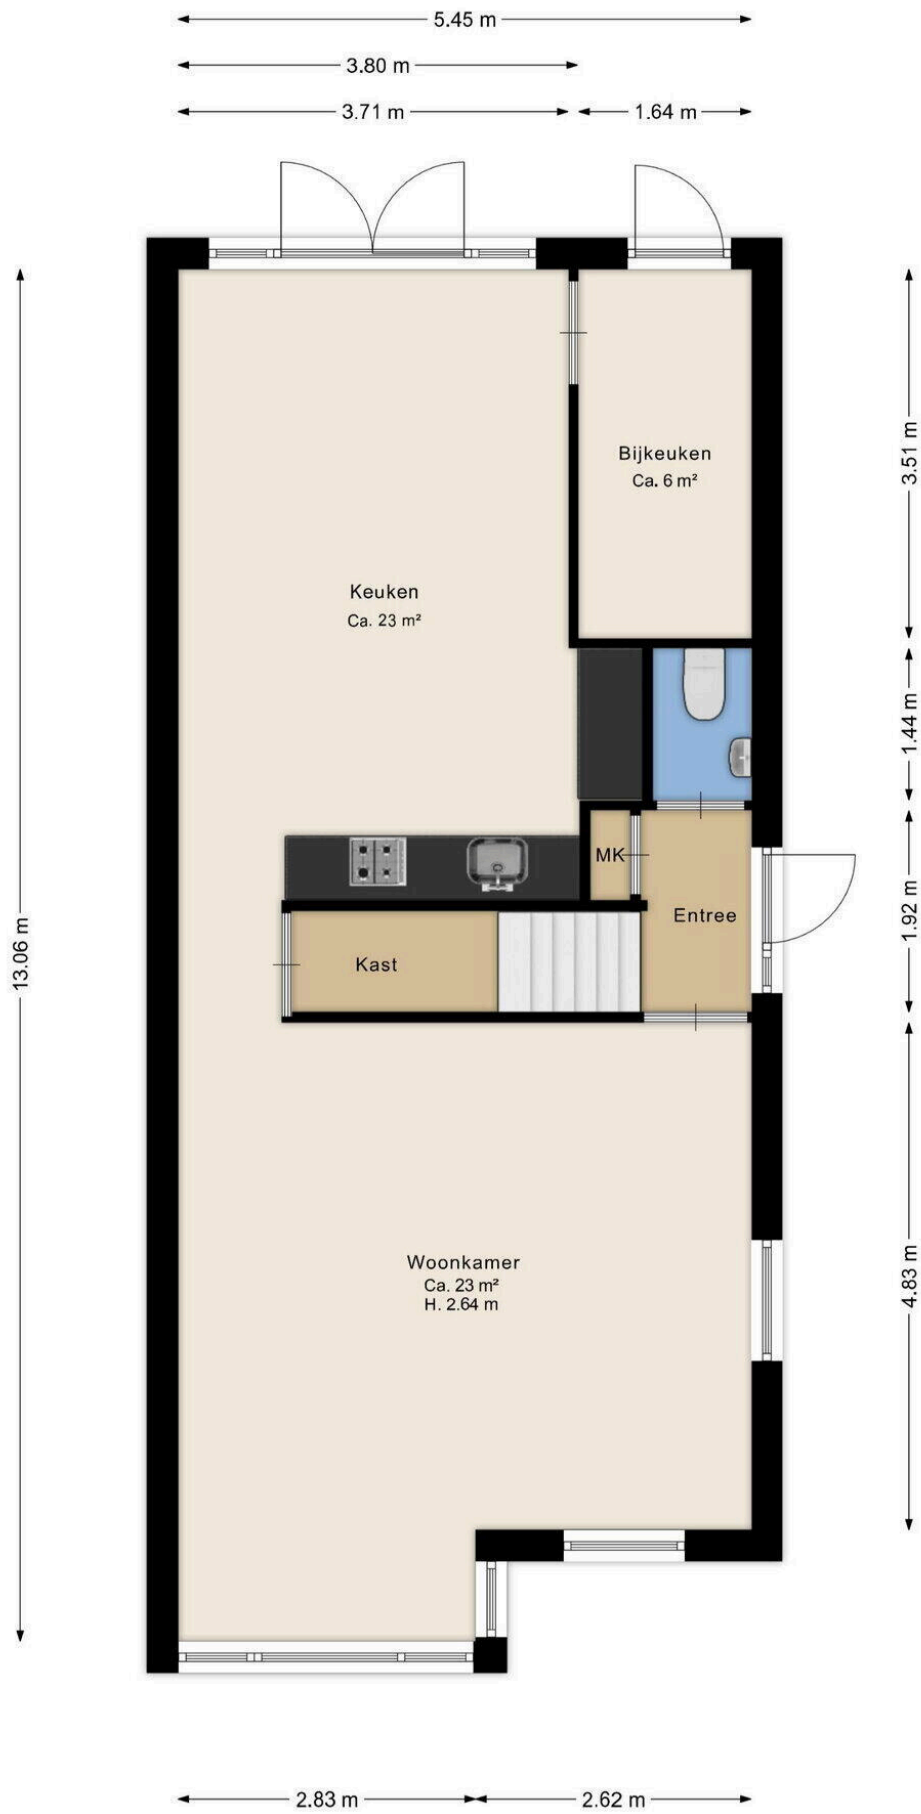 5.45 m
3.80 m
3.71 m
1.64 m
3.51 m
Bijkeuken
Ca. 6 m²
Keuken
Ca. 23 m²
1.44 m
MK
Entree
1.92 m
13.06 m
Kast
Woonkamer
Ca. 23 m²
H. 2.64 m
4.83 m
2.83 m
2.62 m